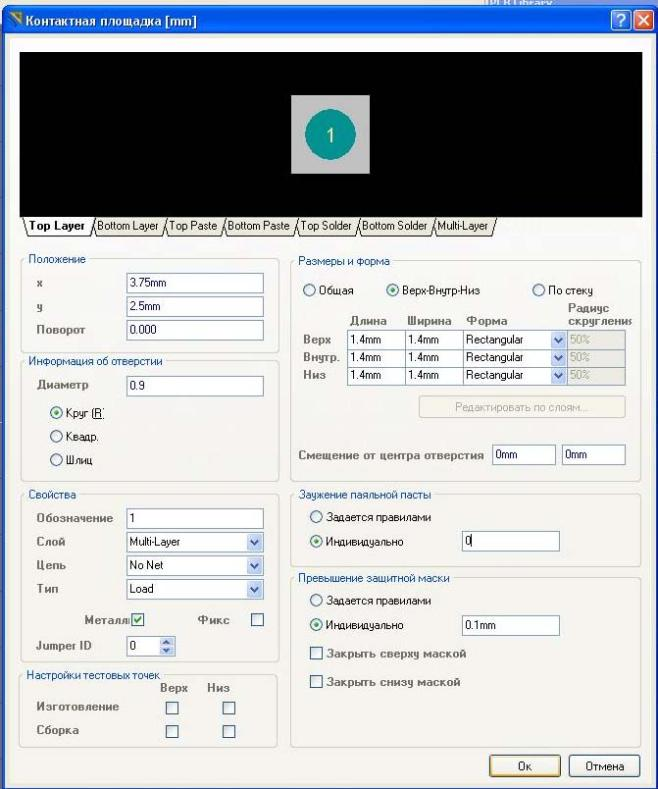 PCB Library
Контактная площадка [mm]
1
Top Layer Bottom Layer Top Paste Bottom Paste Top Solder Bottom Solder Multi-Layer
Положение
x 3.75mm
y 2.5mm
Поворот 0.000
Информация об отверстии
Диаметр 0.9
Круг (R)
Квадр.
Шлиц
Размеры и форма
Общая Верх-Внутр-Низ По стеку
Длина Ширина Форма Радиус скругления
Верх 1.4mm 1.4mm Rectangular 50%
Внутр. 1.4mm 1.4mm Rectangular 50%
Низ 1.4mm 1.4mm Rectangular 50%
Редактировать по слоям...
Смещение от центра отверстия 0mm 0mm
Свойства
Обозначение 1
Слой Multi-Layer
Цепь No Net
Тип Load
Металл Фикс
Jumper ID 0
Настройки тестовых точек
Верх Низ
Изготовление
Сборка
Заужение паяльной пасты
Задается правилами
Индивидуально 0
Превышение защитной маски
Задается правилами
Индивидуально 0.1mm
Закрыть сверху маской
Закрыть снизу маской
Ок Отмена